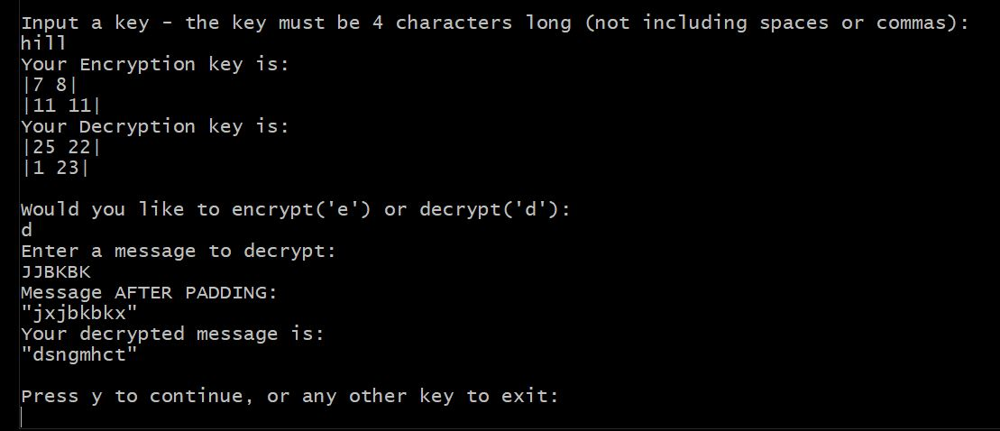 Input a key - the key must be 4 characters long (not including spaces or commas):
hill
Your Encryption key is:
|7 8|
|11 11|
Your Decryption key is:
|25 22|
|1 23|
Would you like to encrypt('e') or decrypt('d'):
d
Enter a message to decrypt:
JJBKBK
Message AFTER PADDING:
"jxjbkbkx"
Your decrypted message is:
"dsngmhct"
Press y to continue, or any other key to exit: